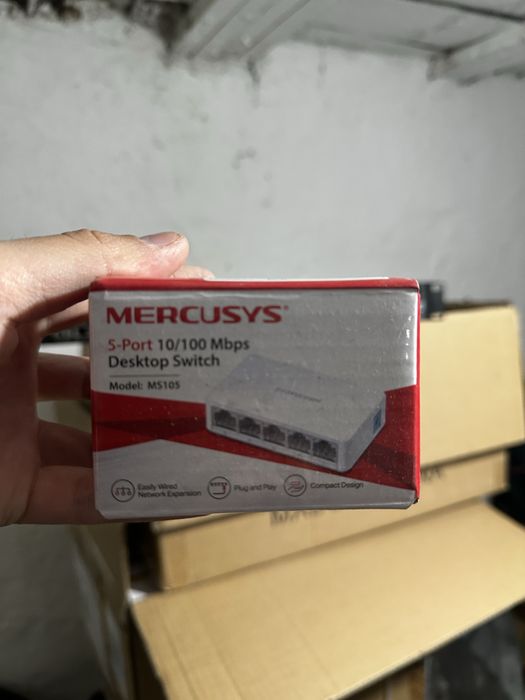 MERCUSYS®
5-Port 10/100 Mbps
Desktop Switch
Model: MS105
Easily Wired
Network Expansion
Plug and Play
Compact Design